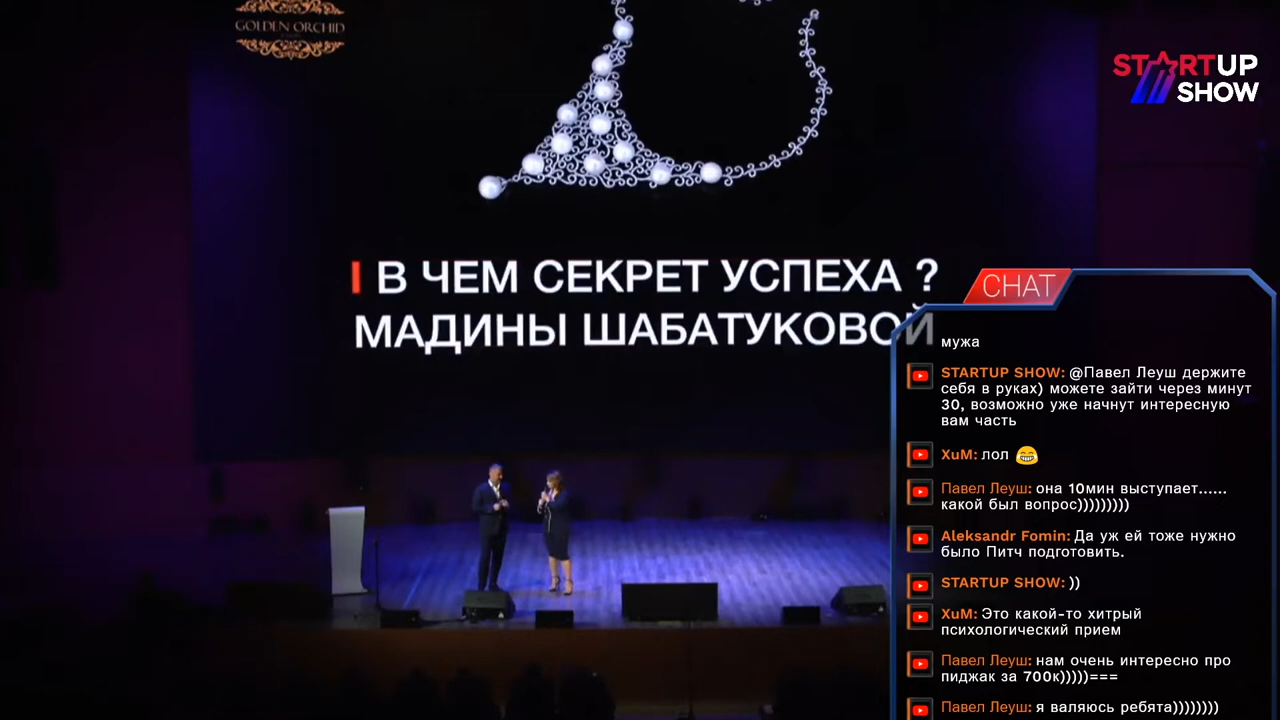 GOLDEN ORCHID
STARTUP
SHOW
I В ЧЕМ СЕКРЕТ УСПЕХА ?
МАДИНЫ ШАБАТУКОВОЙ
CHAT
мужа
STARTUP SHOW: @Павел Леуш держите
себя в руках) можете зайти через минут
30, возможно уже начнут интересную
вам часть
XuM: лол 😂
Павел Леуш: она 10мин выступает......
какой был вопрос)))))))))
Aleksandr Fomin: Да уж ей тоже нужно
было Питч подготовить.
STARTUP SHOW: ))
XuM: Это какой-то хитрый
психологический прием
Павел Леуш: нам очень интересно про
пиджак за 700к)))))===
Павел Леуш: я валяюсь ребята))))))))